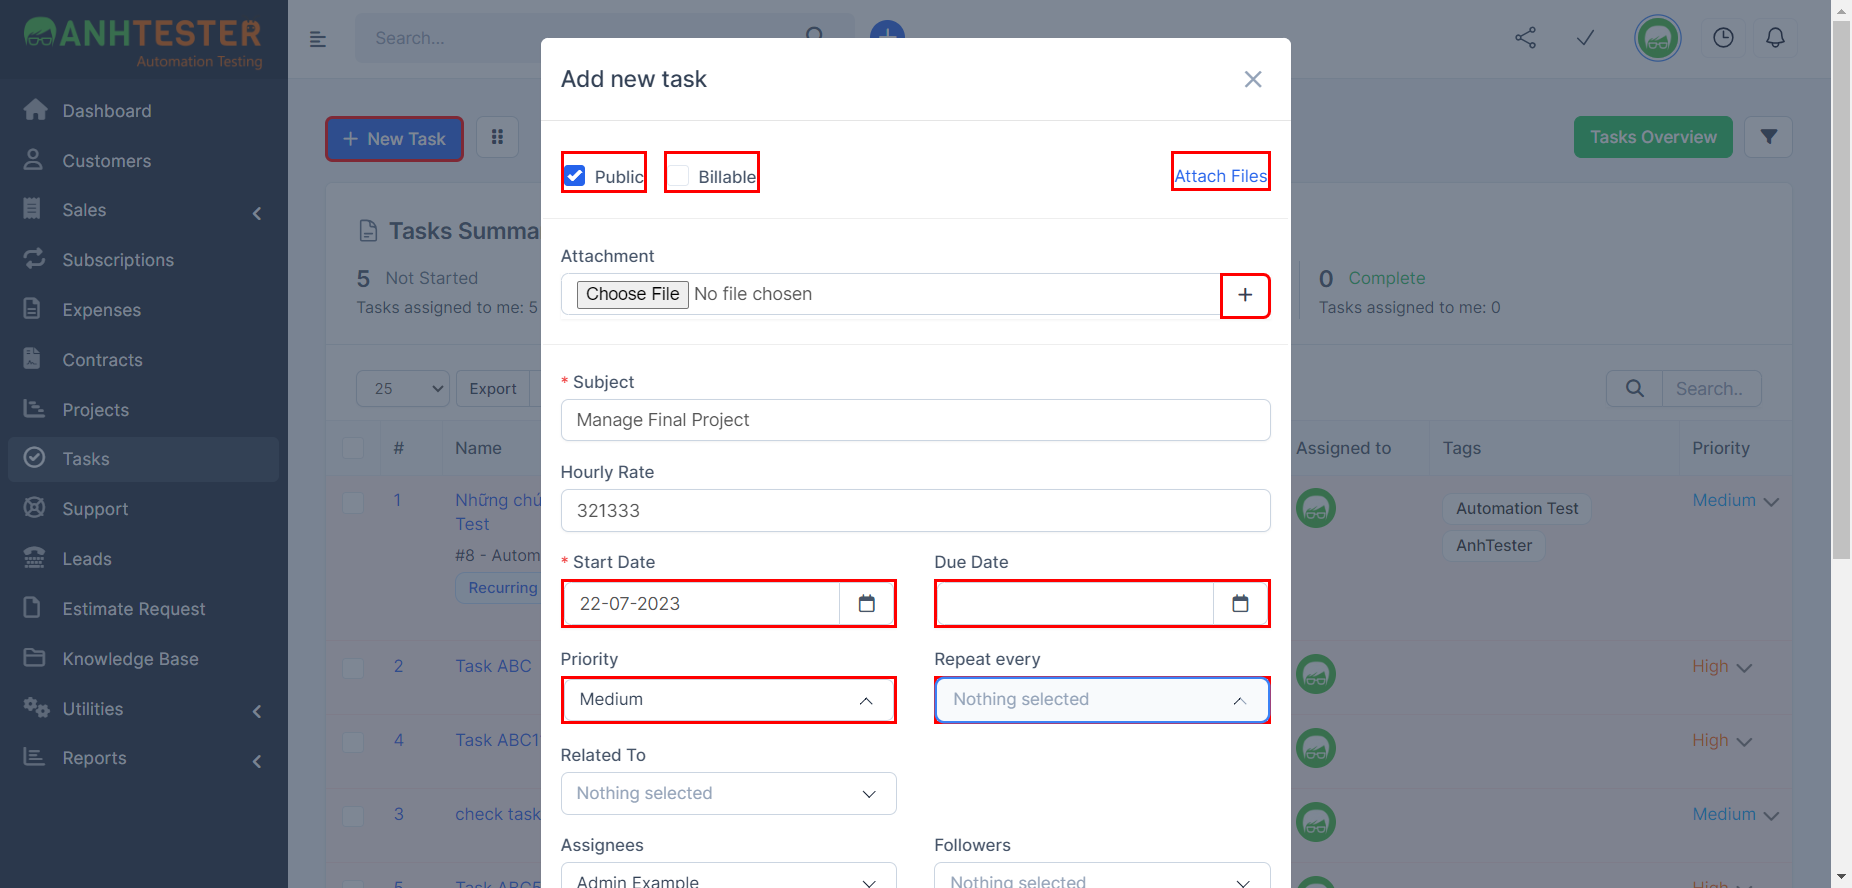 ANHTESTER
Automation Testing
Search...
Dashboard
Customers
Sales
Subscriptions
Expenses
Contracts
Projects
Tasks
Support
Leads
Estimate Request
Knowledge Base
Utilities
Reports
+ New Task
Tasks Overview
Tasks Summa
5 Not Started
Tasks assigned to me: 5
0 Complete
Tasks assigned to me: 0
25
Export
Search..
#
Name
Assigned to
Tags
Priority
1
Những chú
Test
#8 - Autom
Recurring
Automation Test
AnhTester
Medium
2
Task ABC
High
4
Task ABC1
High
3
check task
Medium
5
Task ABC5
High
Add new task
Public
Billable
Attach Files
Attachment
Choose File No file chosen
+
* Subject
Manage Final Project
Hourly Rate
321333
* Start Date
Due Date
22-07-2023
Priority
Repeat every
Medium
Nothing selected
Related To
Nothing selected
Assignees
Followers
Admin Example
Nothing selected